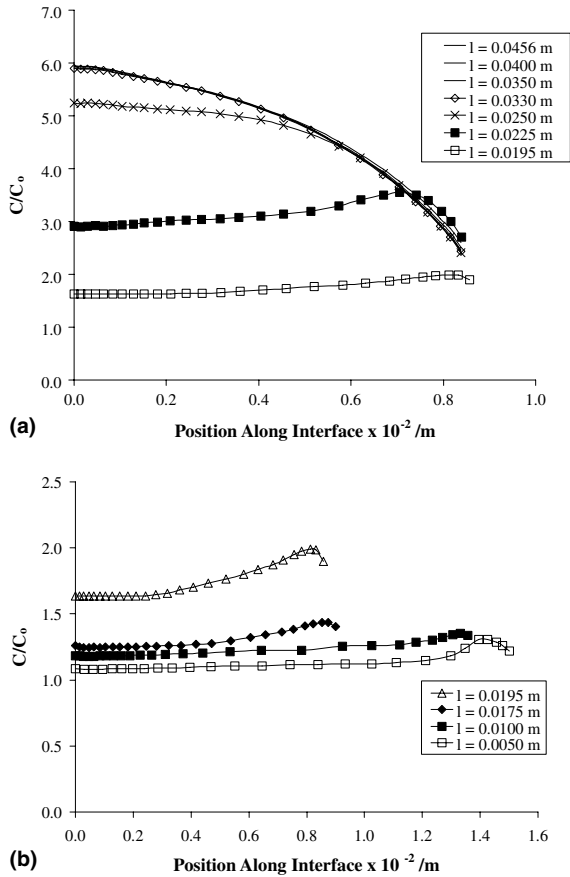 7.0
6.0
5.0
4.0
3.0
2.0
1.0
0.0
C/Co
0.0 0.2 0.4 0.6 0.8 1.0
Position Along Interface x 10-2 /m
l = 0.0456 m
l = 0.0400 m
l = 0.0350 m
l = 0.0330 m
l = 0.0250 m
l = 0.0225 m
l = 0.0195 m
(a)
2.5
2.0
1.5
1.0
0.5
0.0
C/Co
0.0 0.2 0.4 0.6 0.8 1.0 1.2 1.4 1.6
Position Along Interface x 10-2 /m
l = 0.0195 m
l = 0.0175 m
l = 0.0100 m
l = 0.0050 m
(b)